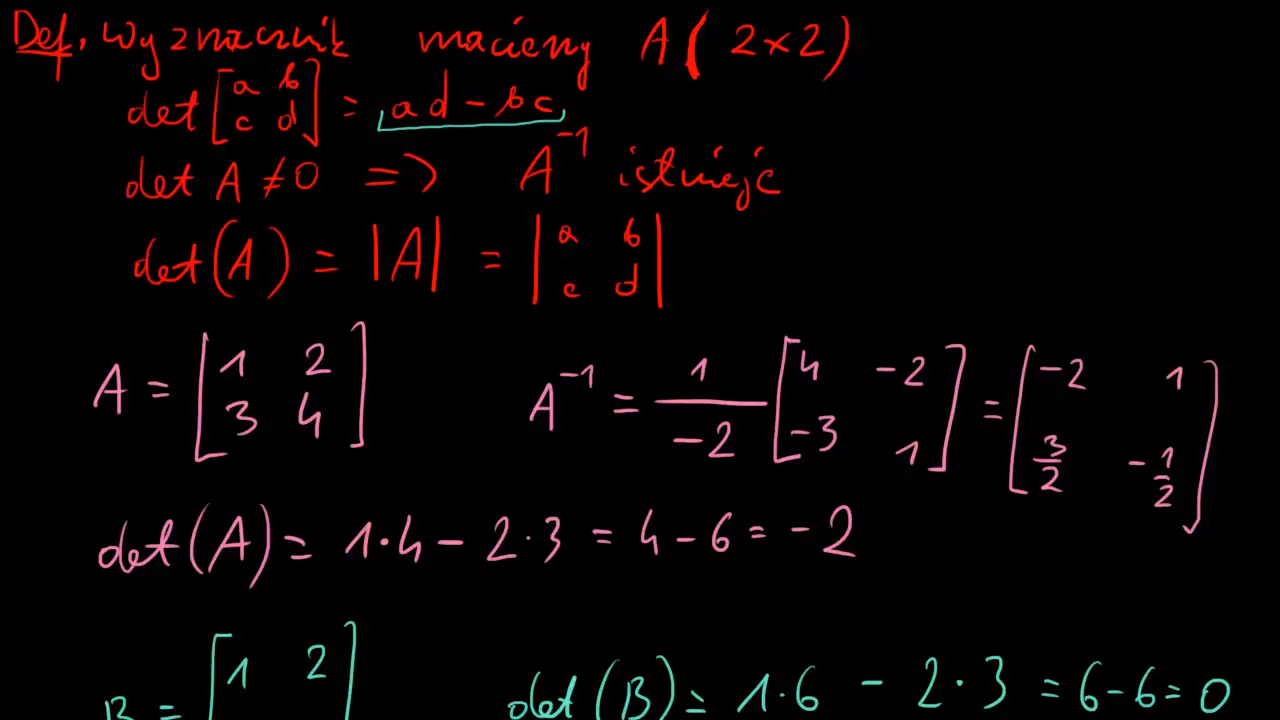 Def. Wyznacznik macierzy A(2×2)
det [a b; c d] = ad - bc
det A ≠ 0 => A^-1 istnieje
det(A) = |A| = |a b; c d|
A = [1 2; 3 4] A^-1 = 1/-2 [4 -2; -3 1] = [-2 1; 3/2 -1/2]
det(A) = 1·4 - 2·3 = 4 - 6 = -2
B = [1 2 det(B) = 1·6 - 2·3 = 6-6 = 0